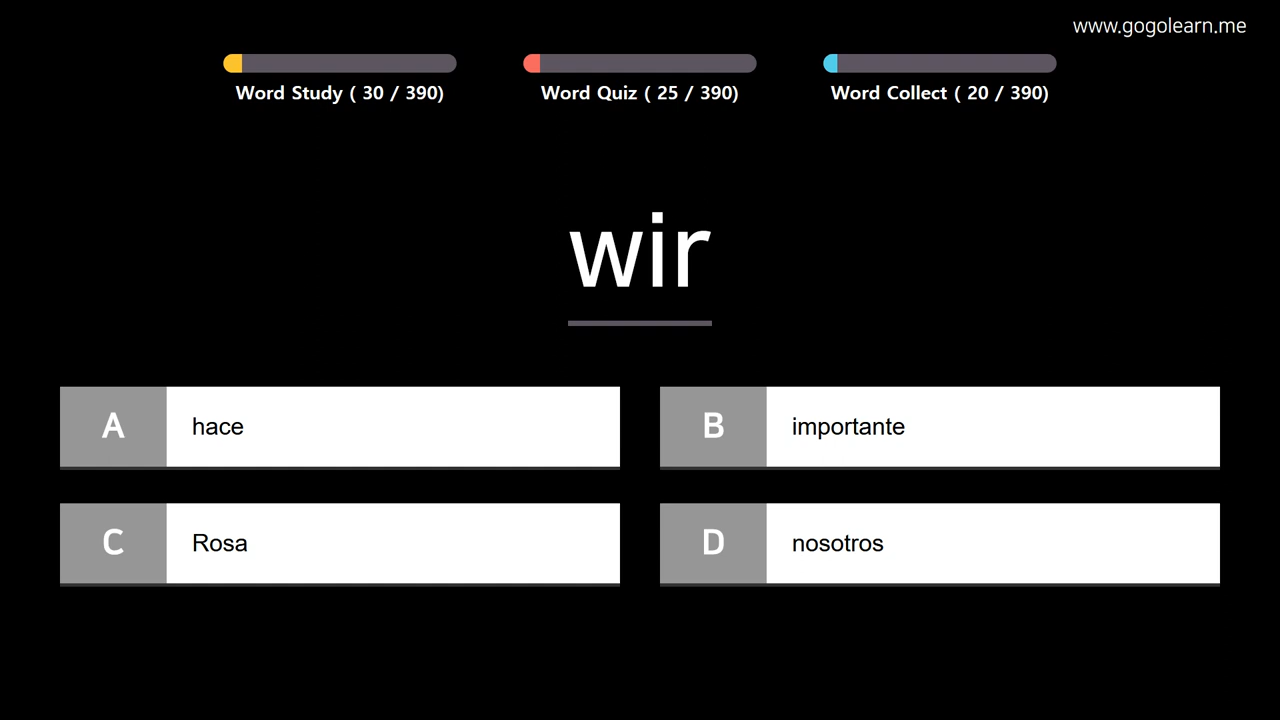 www.gogolearn.me
Word Study ( 30 / 390)
Word Quiz ( 25 / 390)
Word Collect ( 20 / 390)
wir
A hace
B importante
C Rosa
D nosotros